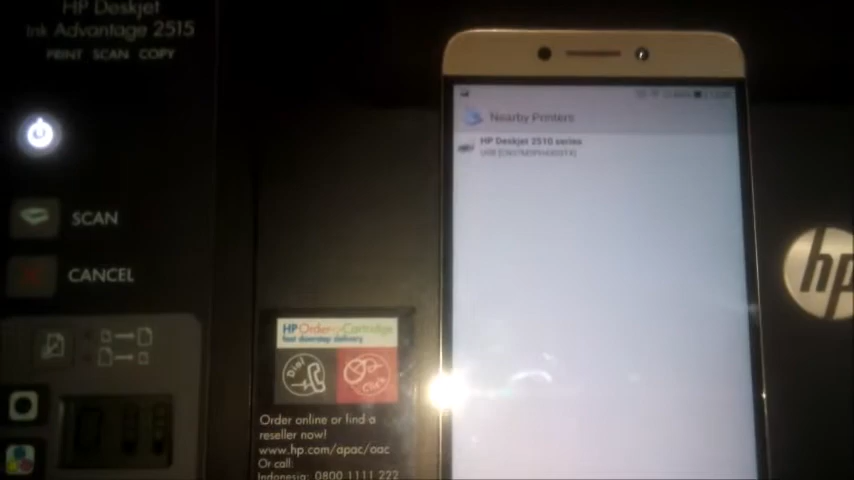 HP Deskjet
Ink Advantage 2515
PRINT SCAN COPY
SCAN
CANCEL
Nearby Printers
HP Deskjet 2510 series
hp
HP Order a Cartridge
fast doorstep delivery
Dial
Click
Order online or find a
reseller now!
www.hp.com/apac/oac
Or call:
Indonesia: 0800 1111 222